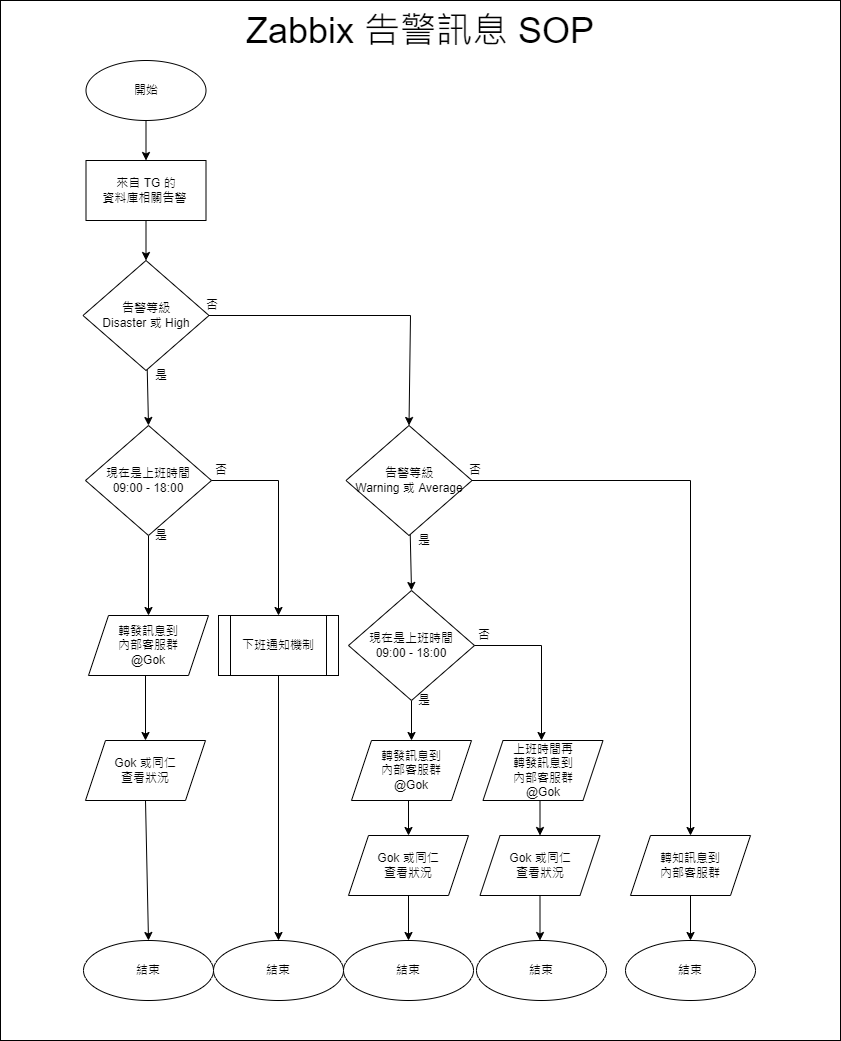 Zabbix 告警訊息 SOP
開始
來自 TG 的
資料庫相關告警
告警等級
Disaster 或 High
否
是
現在是上班時間
09:00 - 18:00
否
是
告警等級
Warning 或 Average
否
是
轉發訊息到
內部客服群
@Gok
下班通知機制
現在是上班時間
09:00 - 18:00
否
是
Gok 或同仁
查看狀況
轉發訊息到
內部客服群
@Gok
上班時間再
轉發訊息到
內部客服群
@Gok
Gok 或同仁
查看狀況
Gok 或同仁
查看狀況
轉知訊息到
內部客服群
結束
結束
結束
結束
結束